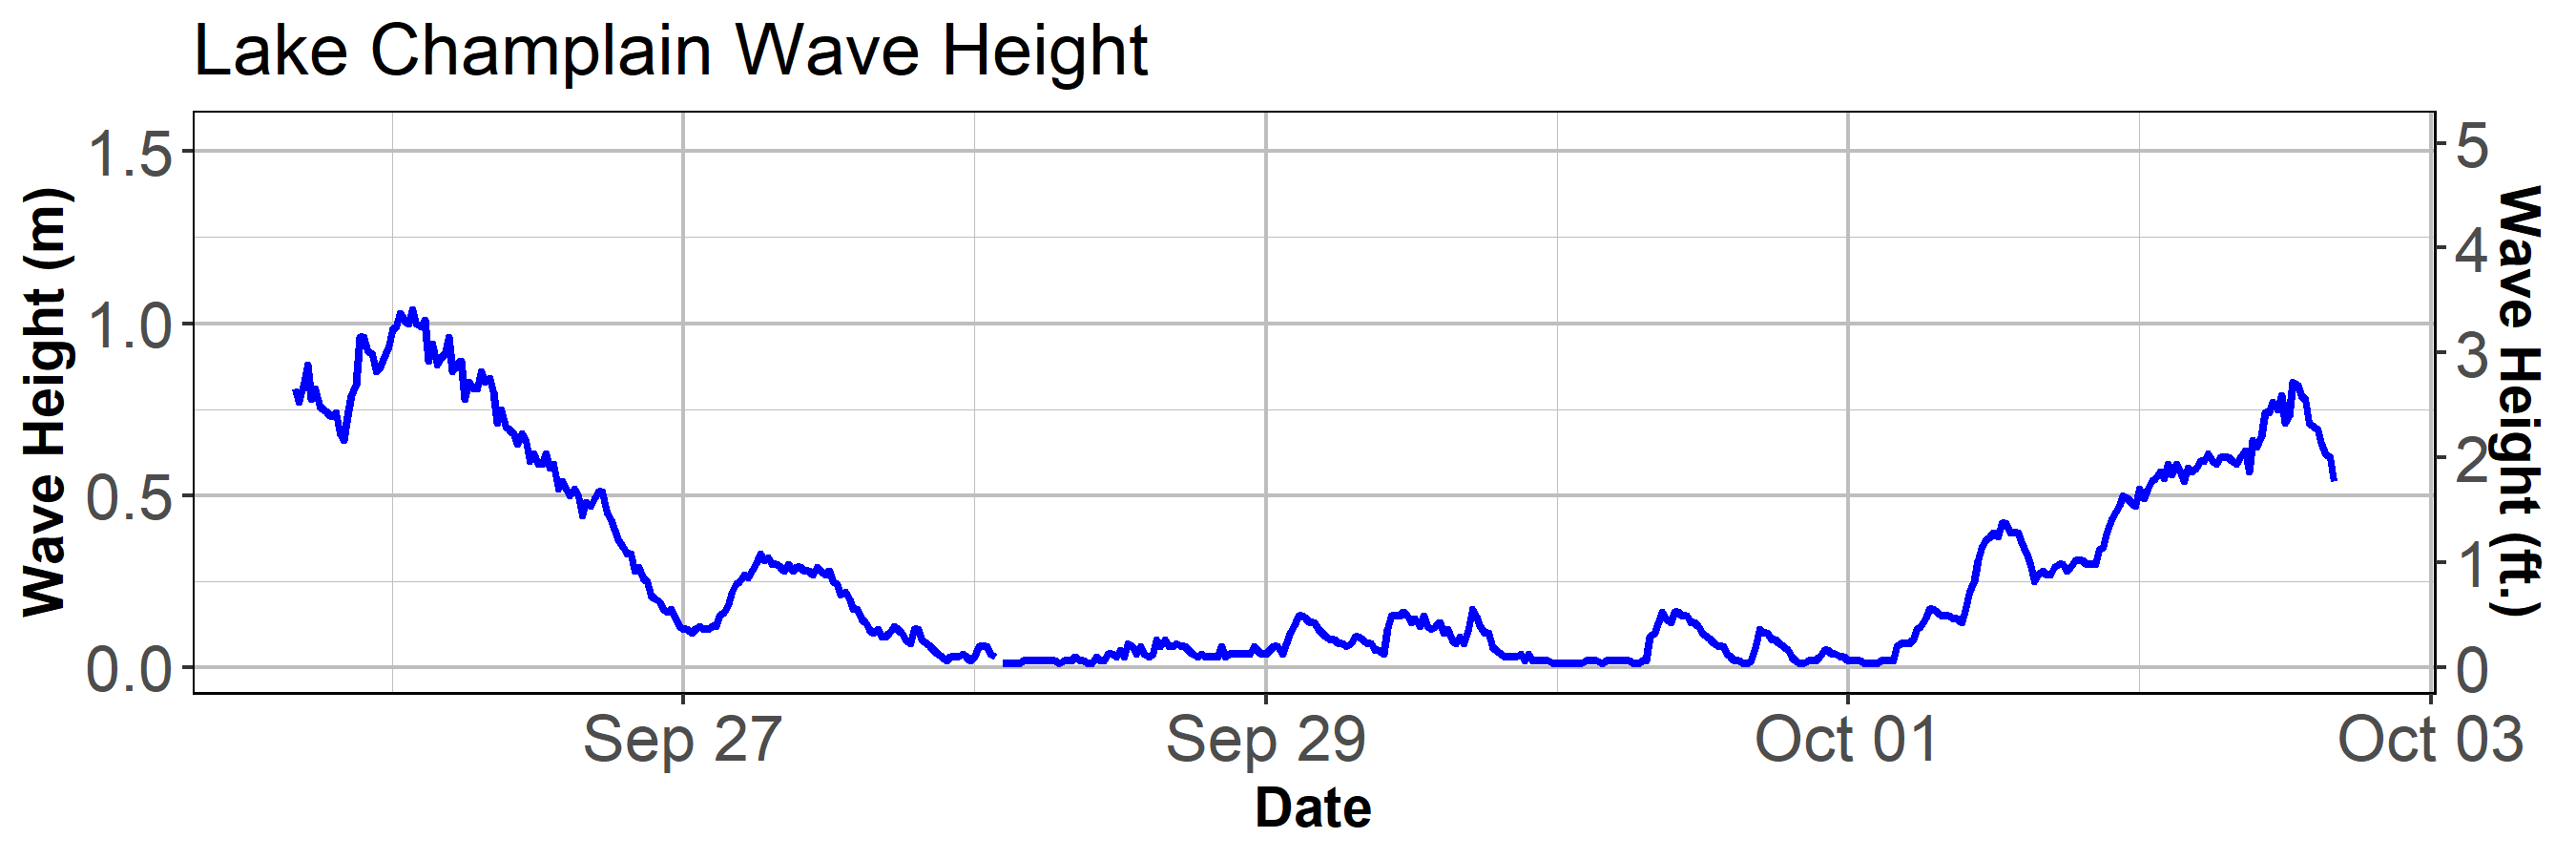 Lake Champlain Wave Height
Wave Height (m)
1.5
1.0
0.5
0.0
5
4
3
2
1
0
Wave Height (ft.)
Sep 27
Sep 29
Oct 01
Oct 03
Date